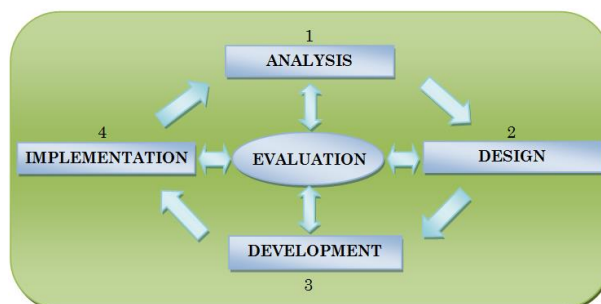 1
ANALYSIS
4
IMPLEMENTATION
EVALUATION
2
DESIGN
DEVELOPMENT
3